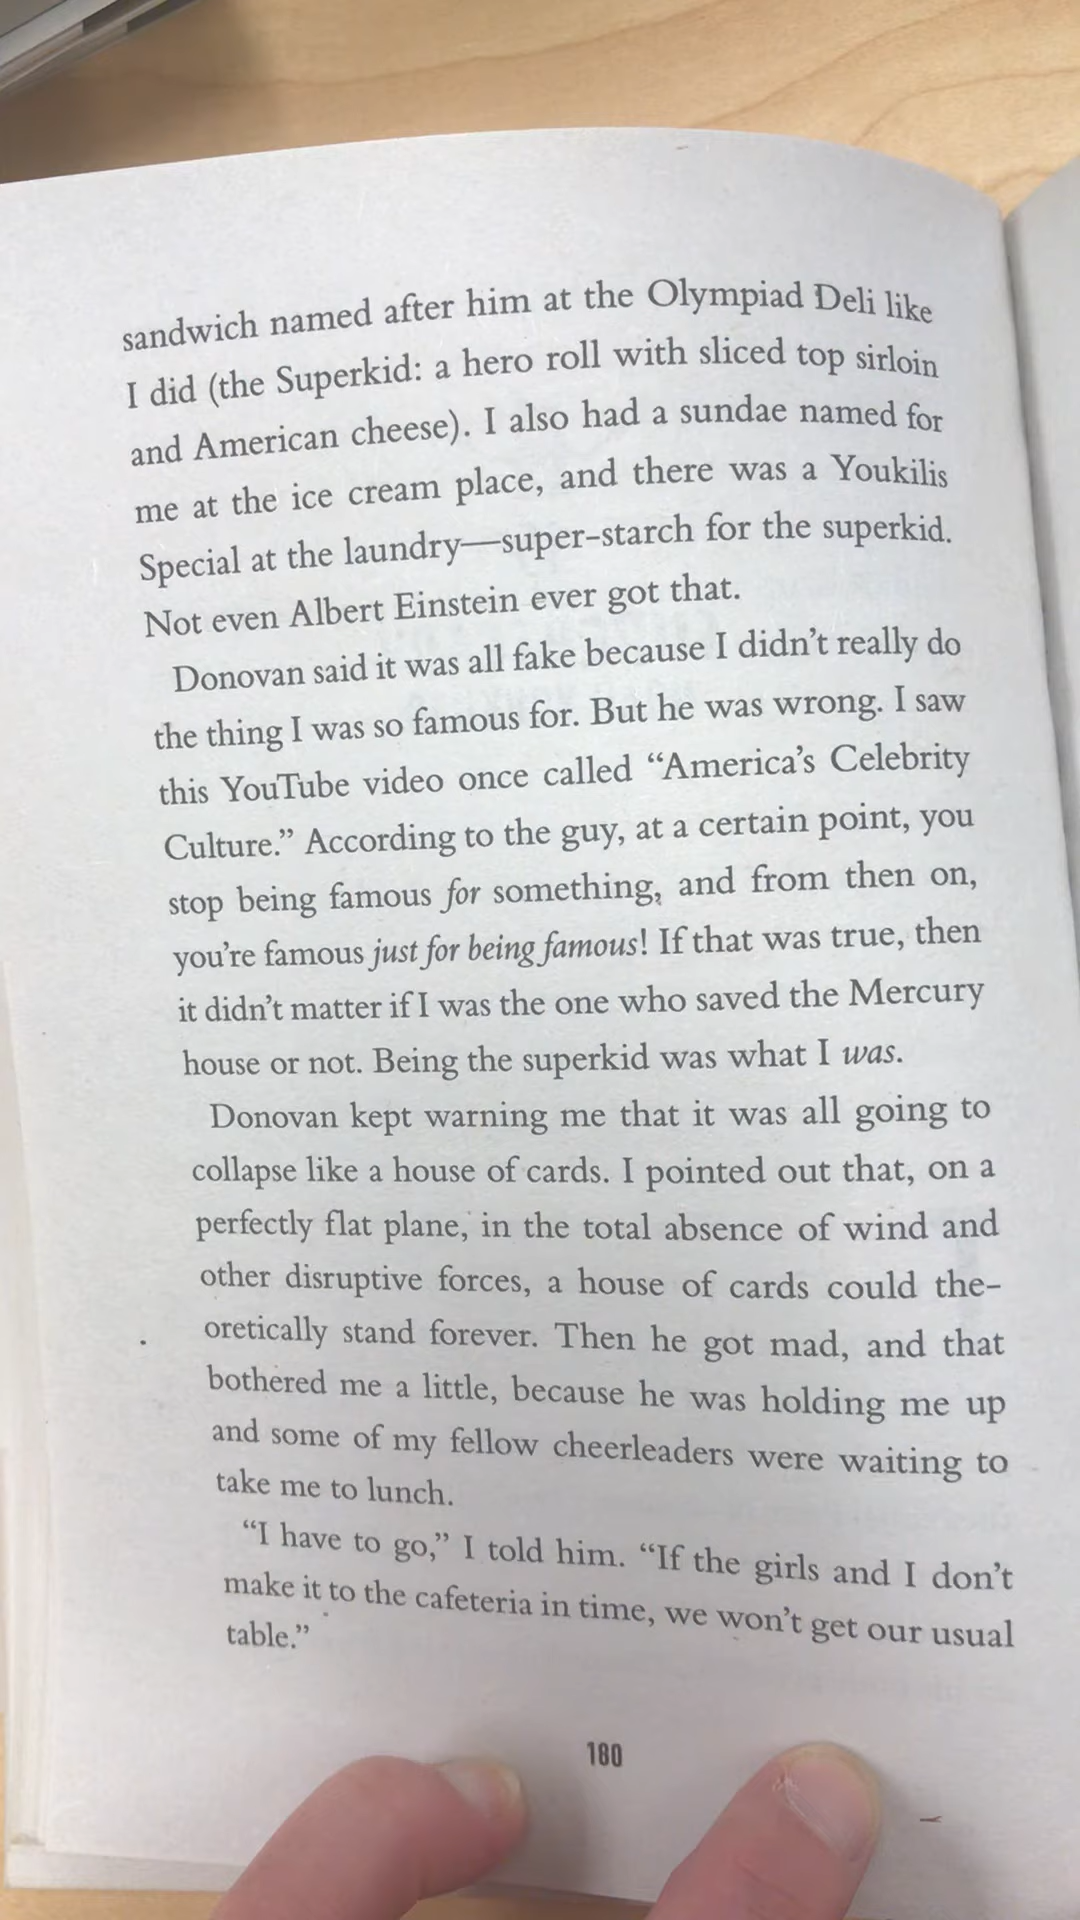 sandwich named after him at the Olympiad Deli like
I did (the Superkid: a hero roll with sliced top sirloin
and American cheese). I also had a sundae named for
me at the ice cream place, and there was a Youkilis
Special at the laundry—super-starch for the superkid.
Not even Albert Einstein ever got that.
Donovan said it was all fake because I didn't really do
the thing I was so famous for. But he was wrong. I saw
this YouTube video once called “America's Celebrity
Culture.” According to the guy, at a certain point, you
stop being famous for something, and from then on,
you're famous just for being famous! If that was true, then
it didn't matter if I was the one who saved the Mercury
house or not. Being the superkid was what I was.
Donovan kept warning me that it was all going to
collapse like a house of cards. I pointed out that, on a
perfectly flat plane, in the total absence of wind and
other disruptive forces, a house of cards could the-
oretically stand forever. Then he got mad, and that
bothered me a little, because he was holding me up
and some of my fellow cheerleaders were waiting to
take me to lunch.
“I have to go,” I told him. “If the girls and I don't
make it to the cafeteria in time, we won't get our usual
table.”
180